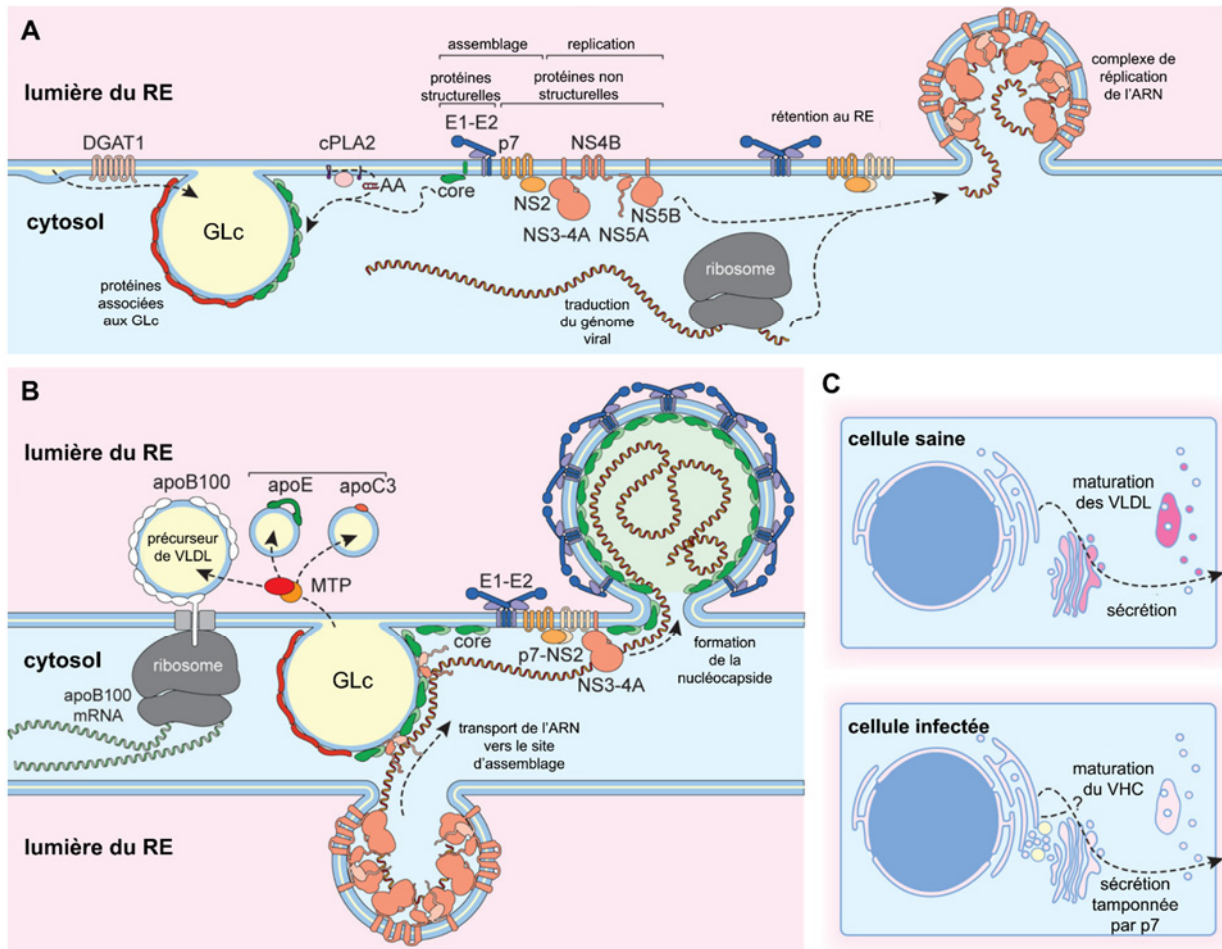 A
lumière du RE
assemblage
replication
protéines
structurelles
protéines non
structurelles
complexe de
réplication
de l'ARN
DGAT1
cPLA2
E1-E2
p7
NS4B
rétention au RE
AA
core
NS2
NS3-4A
NS5A
NS5B
cytosol
GLc
protéines
associées
aux GLc
ribosome
traduction
du génome
viral
B
lumière du RE
apoB100
apoE
apoC3
précurseur
de VLDL
MTP
E1-E2
cytosol
ribosome
apoB100
mRNA
GLc
core
p7-NS2
NS3-4A
formation
de la
nucléocapside
transport de l'ARN
vers le site
d'assemblage
lumière du RE
C
cellule saine
maturation
des VLDL
sécrétion
cellule infectée
maturation
du VHC
?
sécrétion
tamponnée
par p7